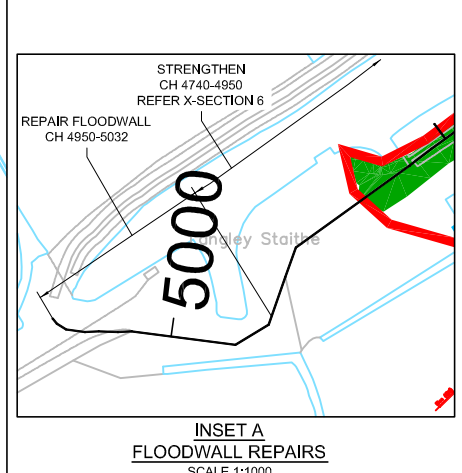 STRENGTHEN
CH 4740-4950
REFER X-SECTION 6
REPAIR FLOODWALL
CH 4950-5032
5000
Langley Staithe
INSET A
FLOODWALL REPAIRS
SCALE 1:1000